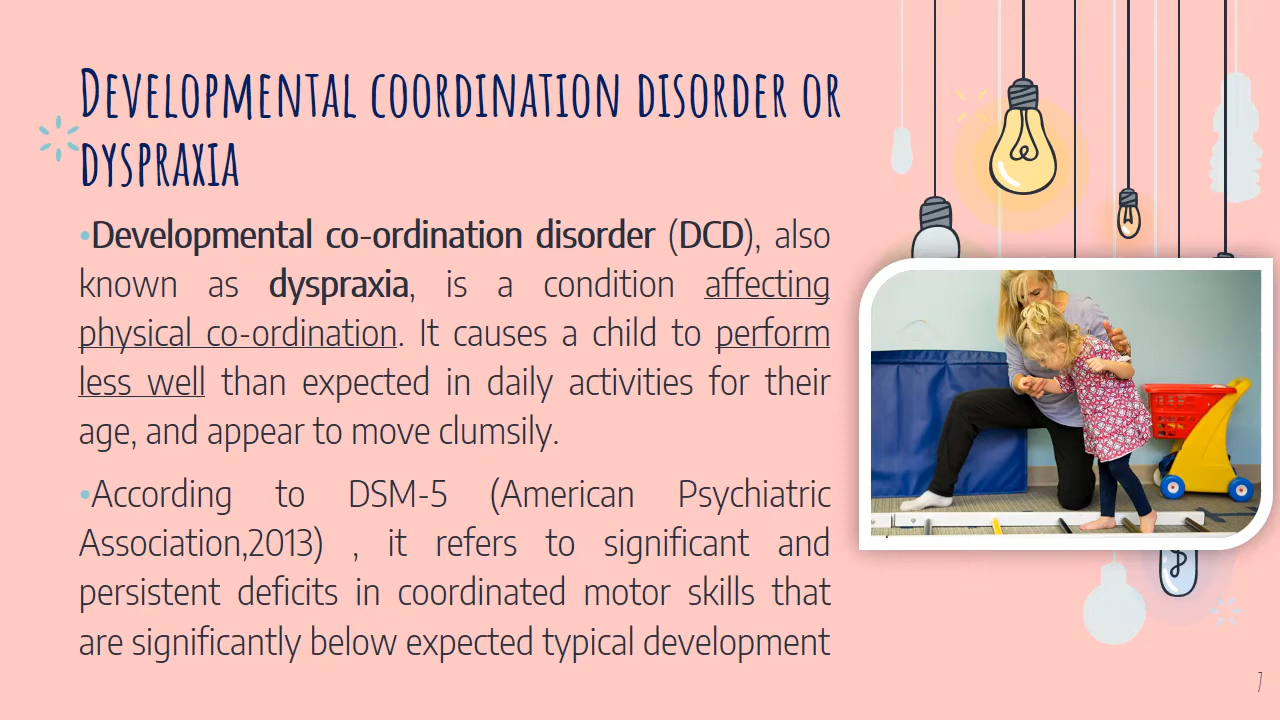 Developmental coordination disorder or
dyspraxia
•Developmental co-ordination disorder (DCD), also
known as dyspraxia, is a condition affecting
physical co-ordination. It causes a child to perform
less well than expected in daily activities for their
age, and appear to move clumsily.
•According to DSM-5 (American Psychiatric
Association,2013) , it refers to significant and
persistent deficits in coordinated motor skills that
are significantly below expected typical development
7